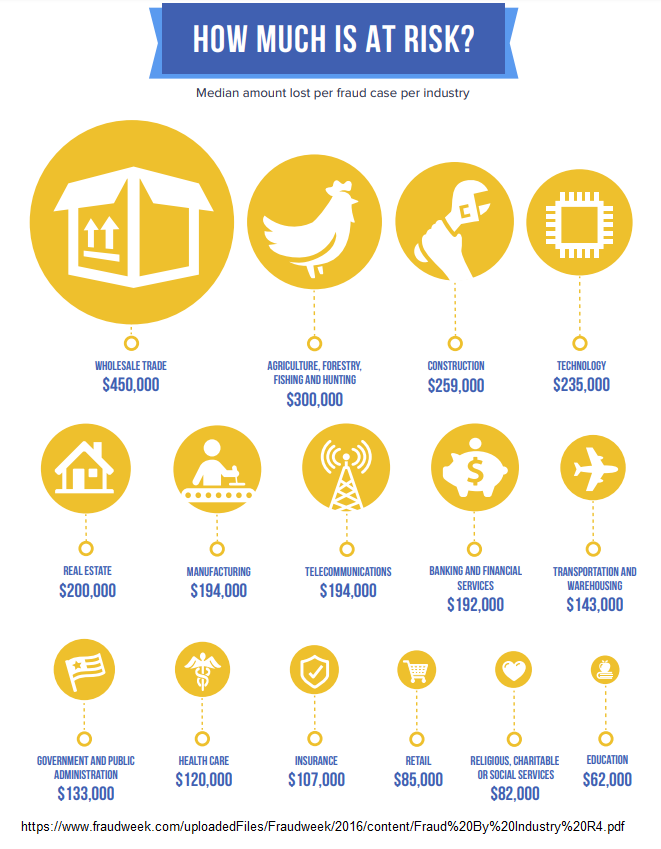 HOW MUCH IS AT RISK?
Median amount lost per fraud case per industry
WHOLESALE TRADE
$450,000
AGRICULTURE, FORESTRY,
FISHING AND HUNTING
$300,000
CONSTRUCTION
$259,000
TECHNOLOGY
$235,000
REAL ESTATE
$200,000
MANUFACTURING
$194,000
TELECOMMUNICATIONS
$194,000
BANKING AND FINANCIAL
SERVICES
$192,000
TRANSPORTATION AND
WAREHOUSING
$143,000
GOVERNMENT AND PUBLIC
ADMINISTRATION
$133,000
HEALTH CARE
$120,000
INSURANCE
$107,000
RETAIL
$85,000
RELIGIOUS, CHARITABLE
OR SOCIAL SERVICES
$82,000
EDUCATION
$62,000
https://www.fraudweek.com/uploadedFiles/Fraudweek/2016/content/Fraud%20By%20Industry%20R4.pdf